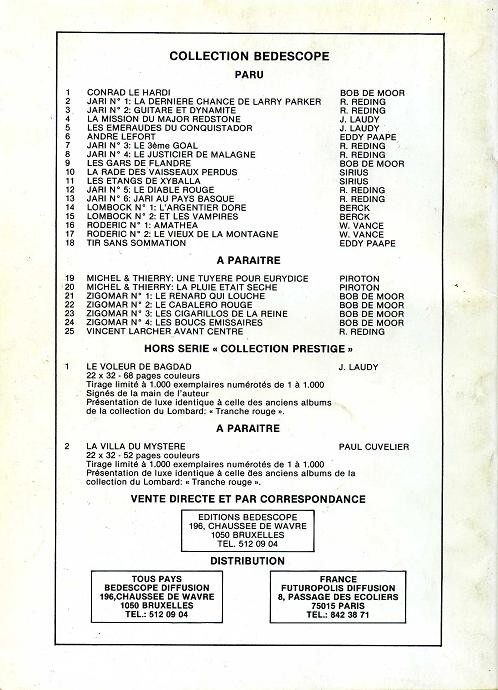 COLLECTION BEDESCOPE
PARU
1 CONRAD LE HARDI BOB DE MOOR
2 JARI N° 1: LA DERNIERE CHANCE DE LARRY PARKER R. REDING
3 JARI N° 2: GUITARE ET DYNAMITE R. REDING
4 LA MISSION DU MAJOR REDSTONE J. LAUDY
5 LES EMERAUDES DU CONQUISTADOR J. LAUDY
6 ANDRE LEFORT EDDY PAAPE
7 JARI N° 3: LE 3ème GOAL R. REDING
8 JARI N° 4: LE JUSTICIER DE MALAGNE R. REDING
9 LES GARS DE FLANDRE BOB DE MOOR
10 LA RADE DES VAISSEAUX PERDUS SIRIUS
11 LES ETANGS DE XYBALLA SIRIUS
12 JARI N° 5: LE DIABLE ROUGE R. REDING
13 JARI N° 6: JARI AU PAYS BASQUE R. REDING
14 LOMBOCK N° 1: L'ARGENTIER DORE BERCK
15 LOMBOCK N° 2: ET LES VAMPIRES BERCK
16 RODERIC N° 1: AMATHEA W. VANCE
17 RODERIC N° 2: LE VIEUX DE LA MONTAGNE W. VANCE
18 TIR SANS SOMMATION EDDY PAAPE
A PARAITRE
19 MICHEL & THIERRY: UNE TUYERE POUR EURYDICE PIROTON
20 MICHEL & THIERRY: LA PLUIE ETAIT SECHE PIROTON
21 ZIGOMAR N° 1: LE RENARD QUI LOUCHE BOB DE MOOR
22 ZIGOMAR N° 2: LE CABALERO ROUGE BOB DE MOOR
23 ZIGOMAR N° 3: LES CIGARILLOS DE LA REINE BOB DE MOOR
24 ZIGOMAR N° 4: LES BOUCS EMISSAIRES BOB DE MOOR
25 VINCENT LARCHER AVANT CENTRE R. REDING
HORS SERIE « COLLECTION PRESTIGE »
1 LE VOLEUR DE BAGDAD J. LAUDY
22 x 32 - 68 pages couleurs
Tirage limité à 1.000 exemplaires numérotés de 1 à 1.000
Signés de la main de l'auteur
Présentation de luxe identique à celle des anciens albums
de la collection du Lombard: « Tranche rouge ».
A PARAITRE
2 LA VILLA DU MYSTERE PAUL CUVELIER
22 x 32 - 52 pages couleurs
Tirage limité à 1.000 exemplaires numérotés de 1 à 1.000
Présentation de luxe identique à celle des anciens albums de la
collection du Lombard: « Tranche rouge ».
VENTE DIRECTE ET PAR CORRESPONDANCE
EDITIONS BEDESCOPE
196, CHAUSSEE DE WAVRE
1050 BRUXELLES
TEL. 512 09 04
DISTRIBUTION
TOUS PAYS
BEDESCOPE DIFFUSION
196,CHAUSSEE DE WAVRE
1050 BRUXELLES
TEL.: 512 09 04
FRANCE
FUTUROPOLIS DIFFUSION
8, PASSAGE DES ECOLIERS
75015 PARIS
TEL.: 842 38 71